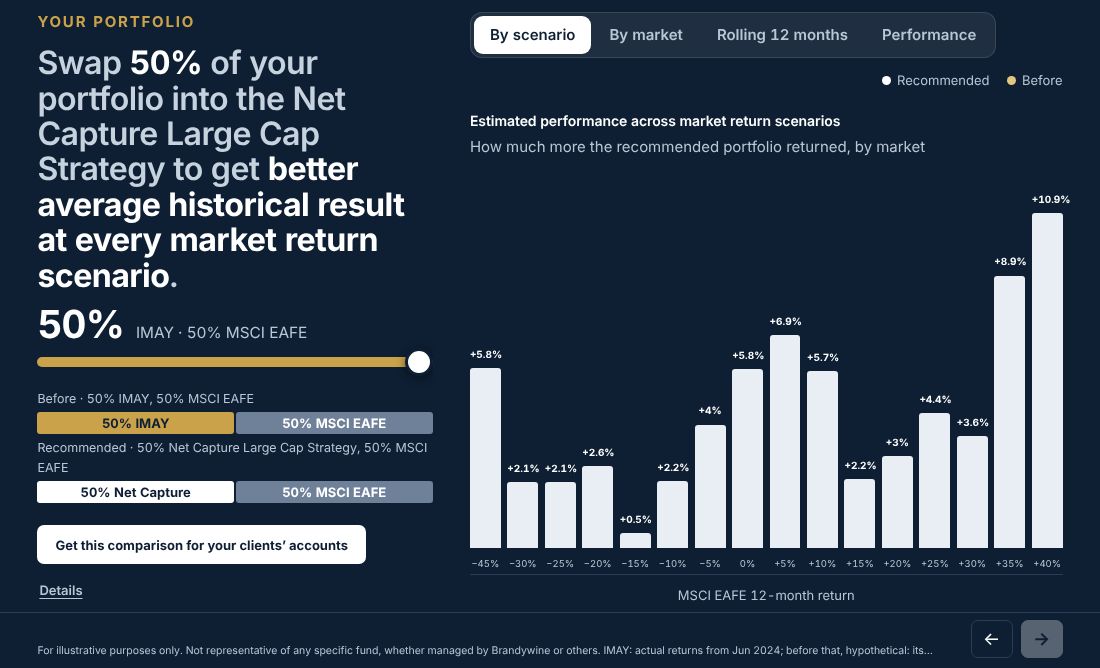 YOUR PORTFOLIO
Swap 50% of your
portfolio into the Net
Capture Large Cap
Strategy to get better
average historical result
at every market return
scenario.
50% IMAY · 50% MSCI EAFE
Before · 50% IMAY, 50% MSCI EAFE
50% IMAY 50% MSCI EAFE
Recommended · 50% Net Capture Large Cap Strategy, 50% MSCI
EAFE
50% Net Capture 50% MSCI EAFE
Get this comparison for your clients’ accounts
Details
By scenario By market Rolling 12 months Performance
Recommended Before
Estimated performance across market return scenarios
How much more the recommended portfolio returned, by market
+5.8% +2.1% +2.1% +2.6% +0.5% +2.2% +4% +5.8% +6.9% +5.7% +2.2% +3% +4.4% +3.6% +8.9% +10.9%
−45% −30% −25% −20% −15% −10% −5% 0% +5% +10% +15% +20% +25% +30% +35% +40%
MSCI EAFE 12-month return
For illustrative purposes only. Not representative of any specific fund, whether managed by Brandywine or others. IMAY: actual returns from Jun 2024; before that, hypothetical: its…
← →